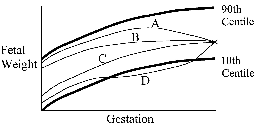 90th
Centile
A
Fetal
Weight
B
C
10th
Centile
D
Gestation